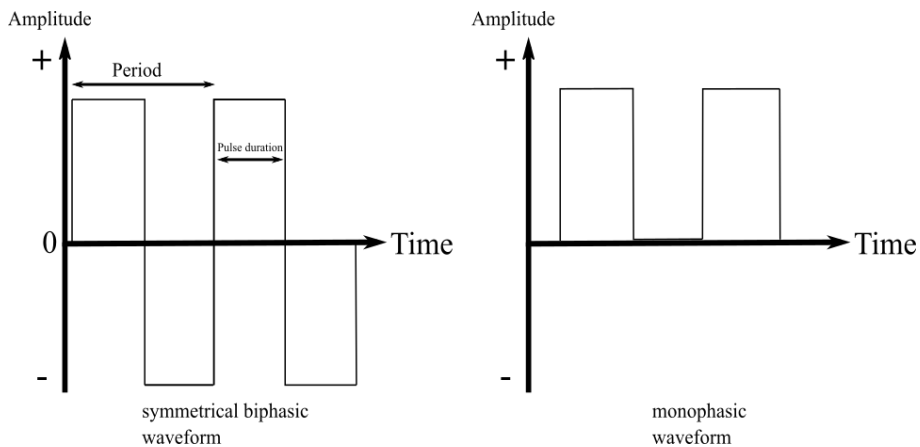 Amplitude
+
Period
Pulse duration
0
Time
-
symmetrical biphasic
waveform
Amplitude
+
Time
-
monophasic
waveform